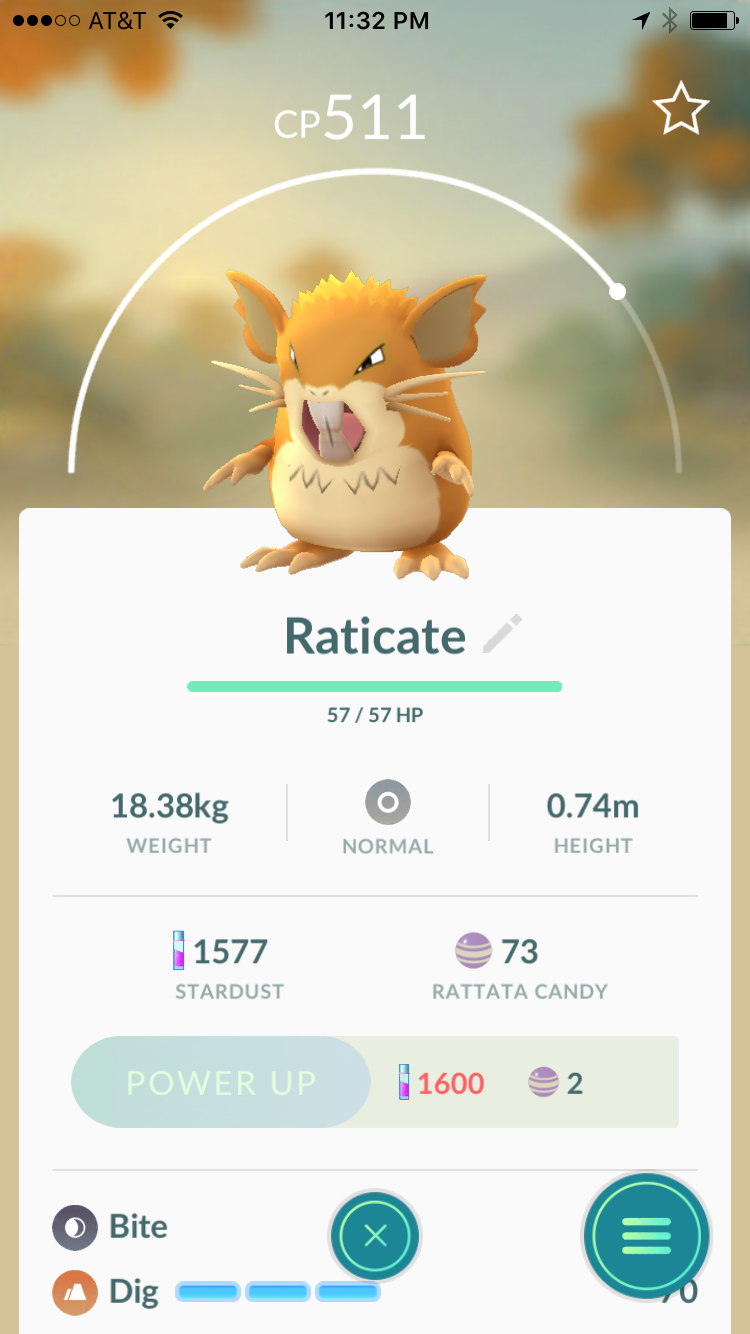 AT&T 11:32 PM
CP511
Raticate
57 / 57 HP
18.38kg
WEIGHT
NORMAL
0.74m
HEIGHT
1577
STARDUST
73
RATTATA CANDY
POWER UP 1600 2
Bite
Dig 70